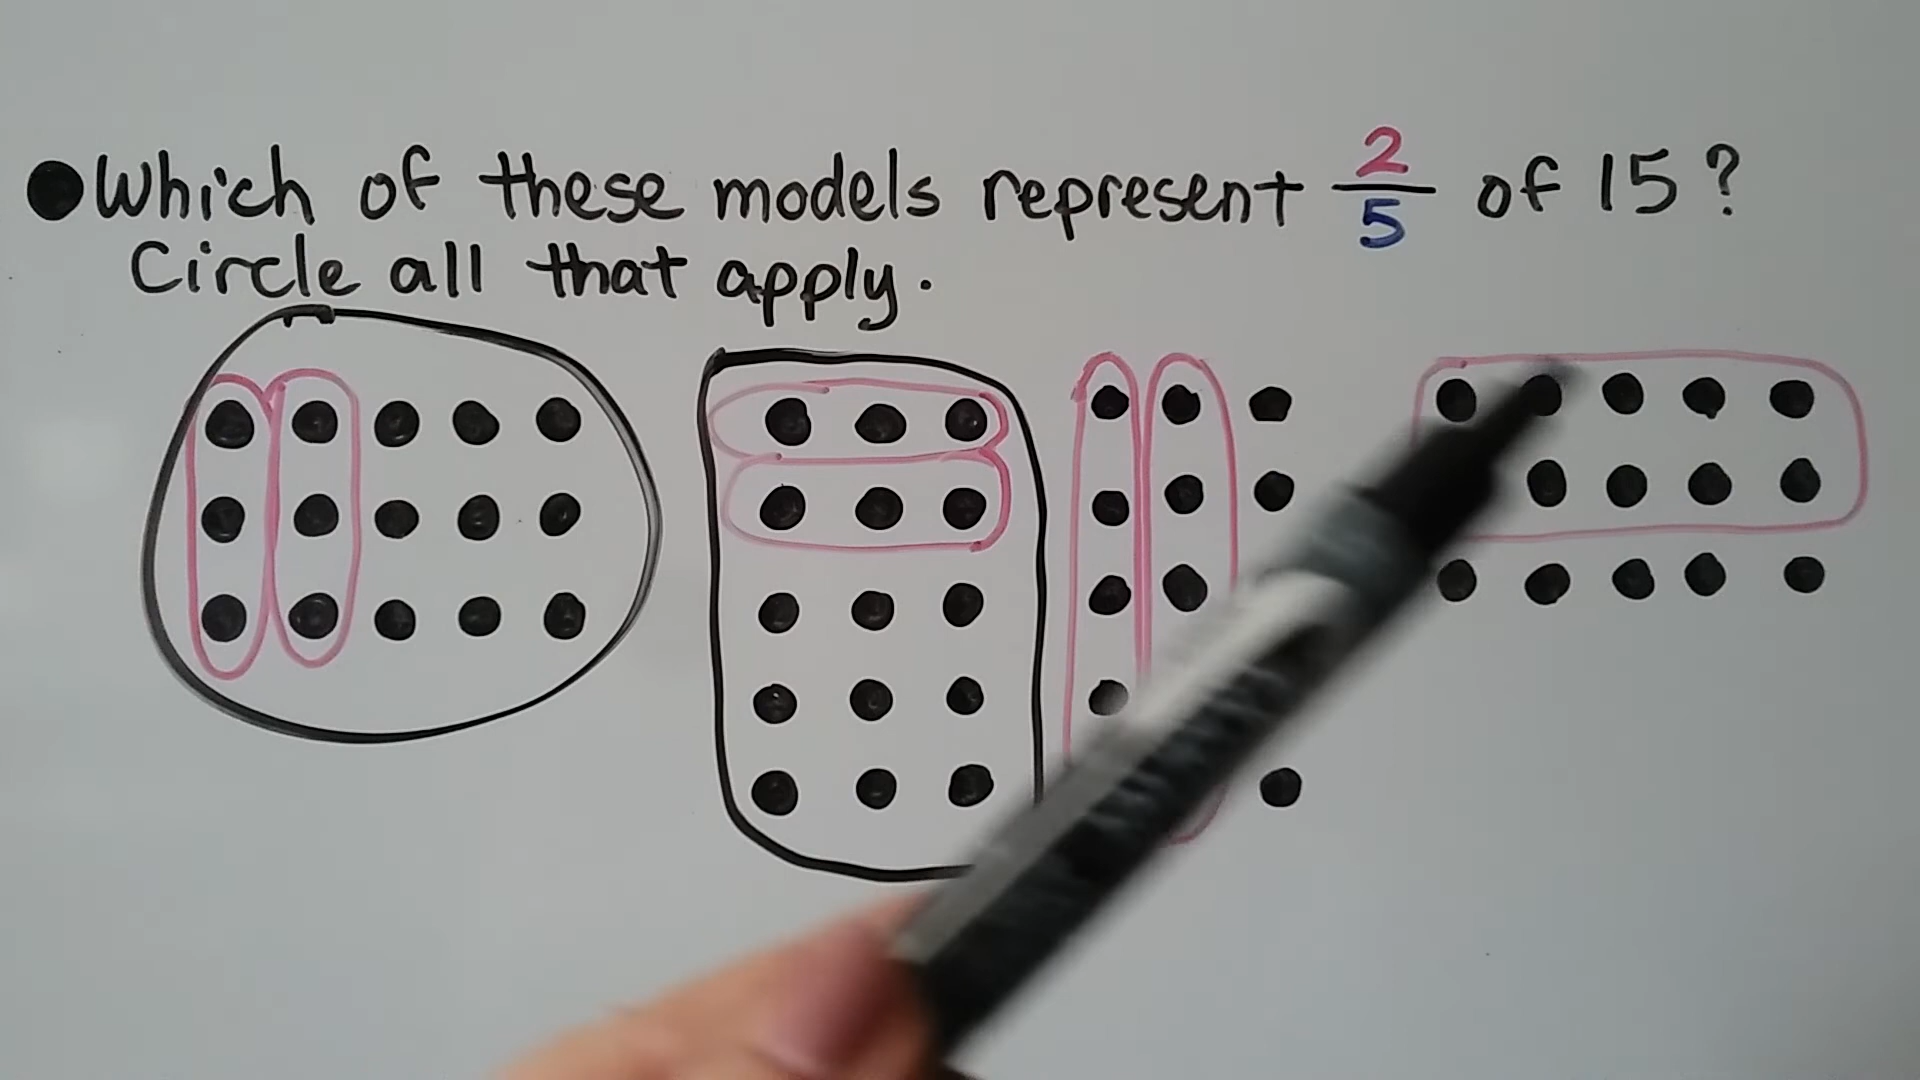 Which of these models represent 2/5 of 15?
Circle all that apply.